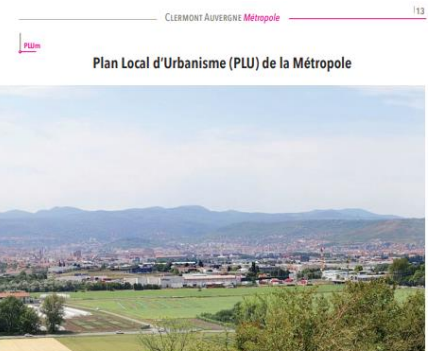 CLERMONT AUVERGNE Métropole
13
PLUm
Plan Local d'Urbanisme (PLU) de la Métropole